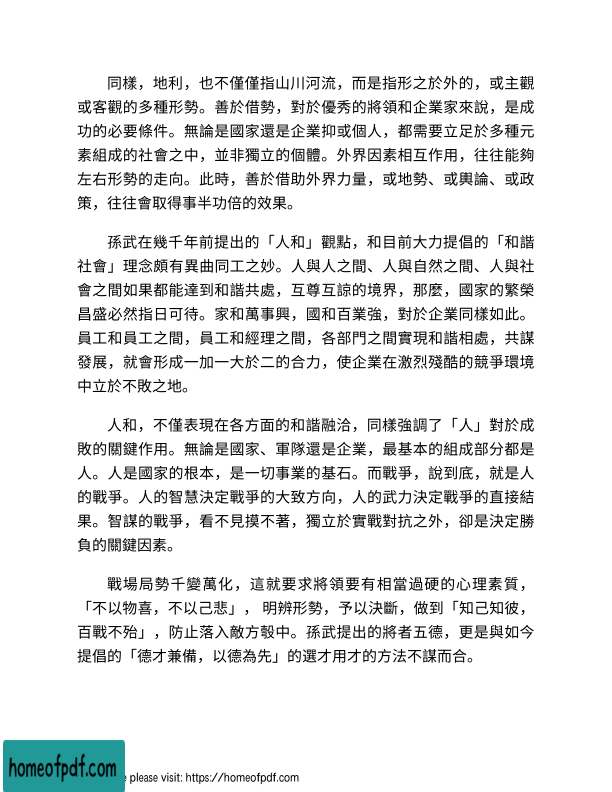 同樣，地利，也不僅僅指山川河流，而是指形之於外的，或主觀
或客觀的多種形勢。善於借勢，對於優秀的將領和企業家來說，是成
功的必要條件。無論是國家還是企業抑或個人，都需要立足於多種元
素組成的社會之中，並非獨立的個體。外界因素相互作用，往往能夠
左右形勢的走向。此時，善於借助外界力量，或地勢、或輿論、或政
策，往往會取得事半功倍的效果。
孫武在幾千年前提出的「人和」觀點，和目前大力提倡的「和諧
社會」理念頗有異曲同工之妙。人與人之間、人與自然之間、人與社
會之間如果都能達到和諧共處，互尊互諒的境界，那麼，國家的繁榮
昌盛必然指日可待。家和萬事興，國和百業強，對於企業同樣如此。
員工和員工之間，員工和經理之間，各部門之間實現和諧相處，共謀
發展，就會形成一加一大於二的合力，使企業在激烈殘酷的競爭環境
中立於不敗之地。
人和，不僅表現在各方面的和諧融洽，同樣強調了「人」對於成
敗的關鍵作用。無論是國家、軍隊還是企業，最基本的組成部分都是
人。人是國家的根本，是一切事業的基石。而戰爭，說到底，就是人
的戰爭。人的智慧決定戰爭的大致方向，人的武力決定戰爭的直接結
果。智謀的戰爭，看不見摸不著，獨立於實戰對抗之外，卻是決定勝
負的關鍵因素。
戰場局勢千變萬化，這就要求將領要有相當過硬的心理素質，
「不以物喜，不以己悲」，明辨形勢，予以決斷，做到「知己知彼，
百戰不殆」，防止落入敵方彀中。孫武提出的將者五德，更是與如今
提倡的「德才兼備，以德為先」的選才用才的方法不謀而合。
homeofpdf.com
please visit: https://homeofpdf.com